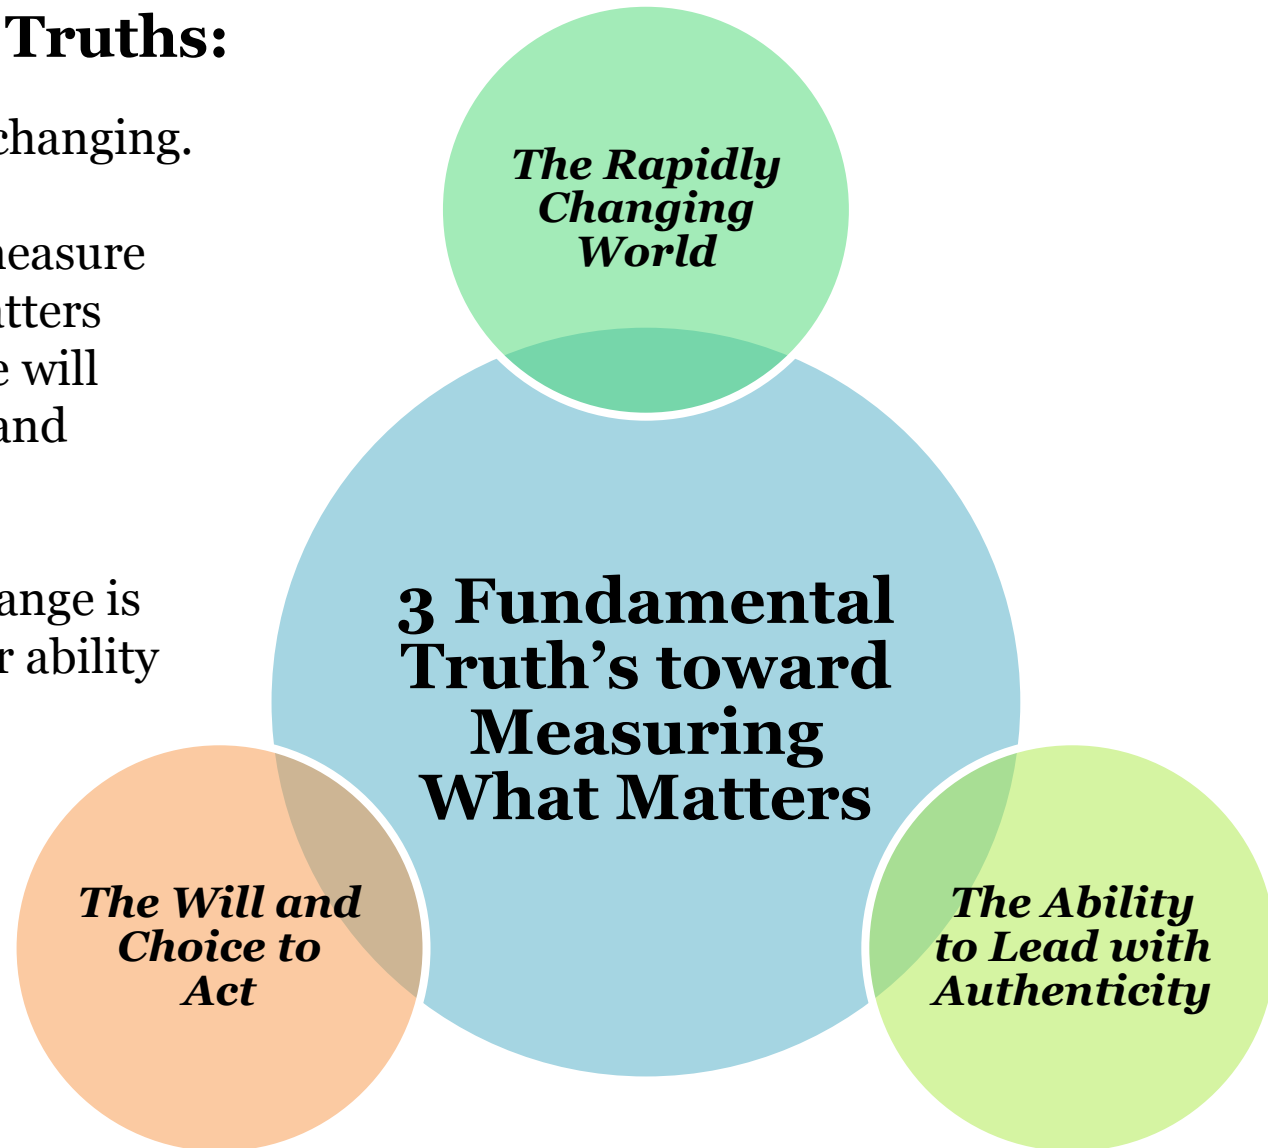 Truths:
changing.
measure
atters
e will
and
ange is
r ability
The Rapidly
Changing
World
3 Fundamental
Truth’s toward
Measuring
What Matters
The Will and
Choice to
Act
The Ability
to Lead with
Authenticity